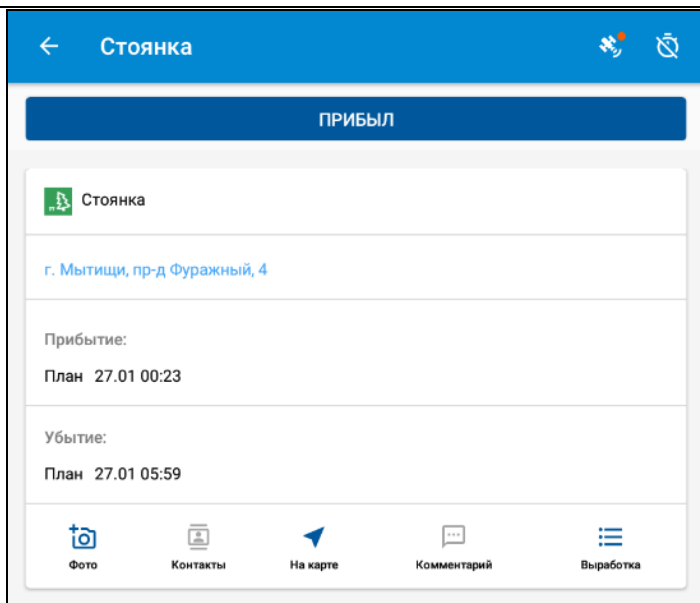 Стоянка
ПРИБЫЛ
Стоянка
г. Мытищи, пр-д Фуражный, 4
Прибытие:
План 27.01 00:23
Убытие:
План 27.01 05:59
Фото Контакты На карте Комментарий Выработка